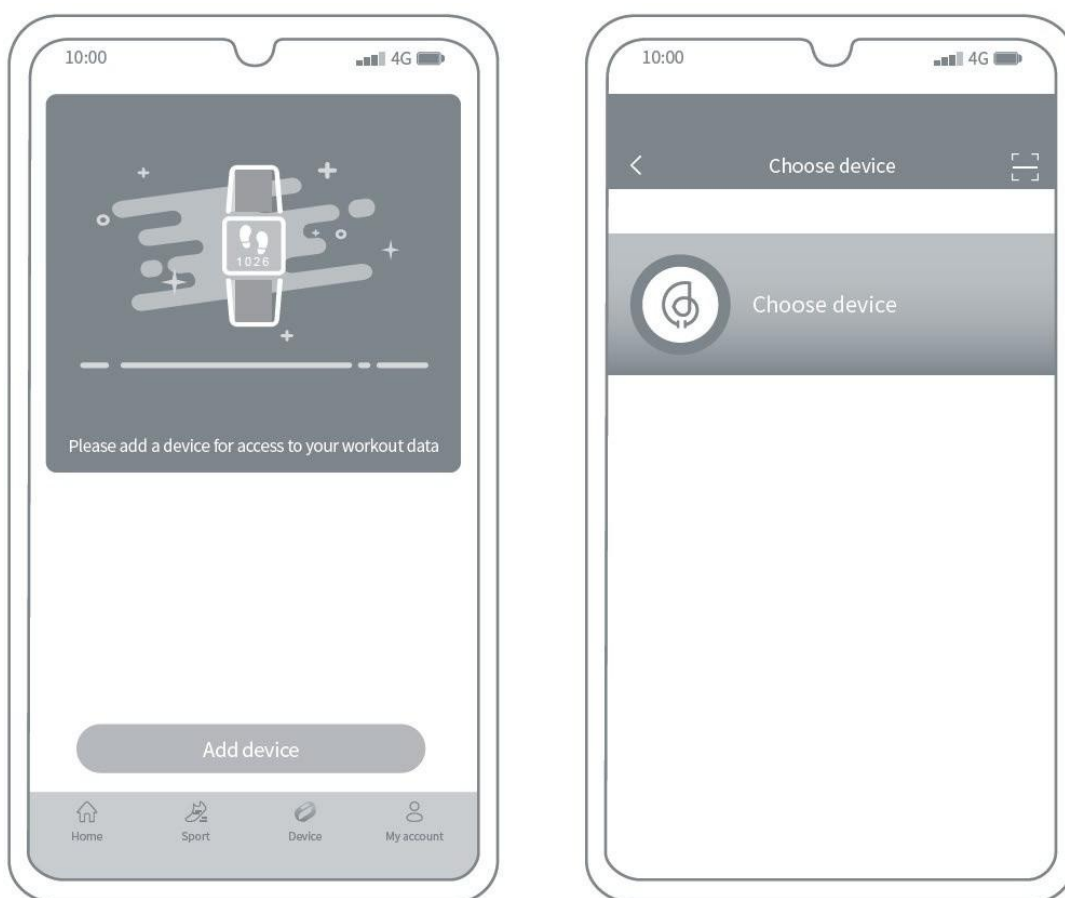 10:00
4G
1026
Please add a device for access to your workout data
Add device
Home
Sport
Device
My account
10:00
4G
Choose device
Choose device